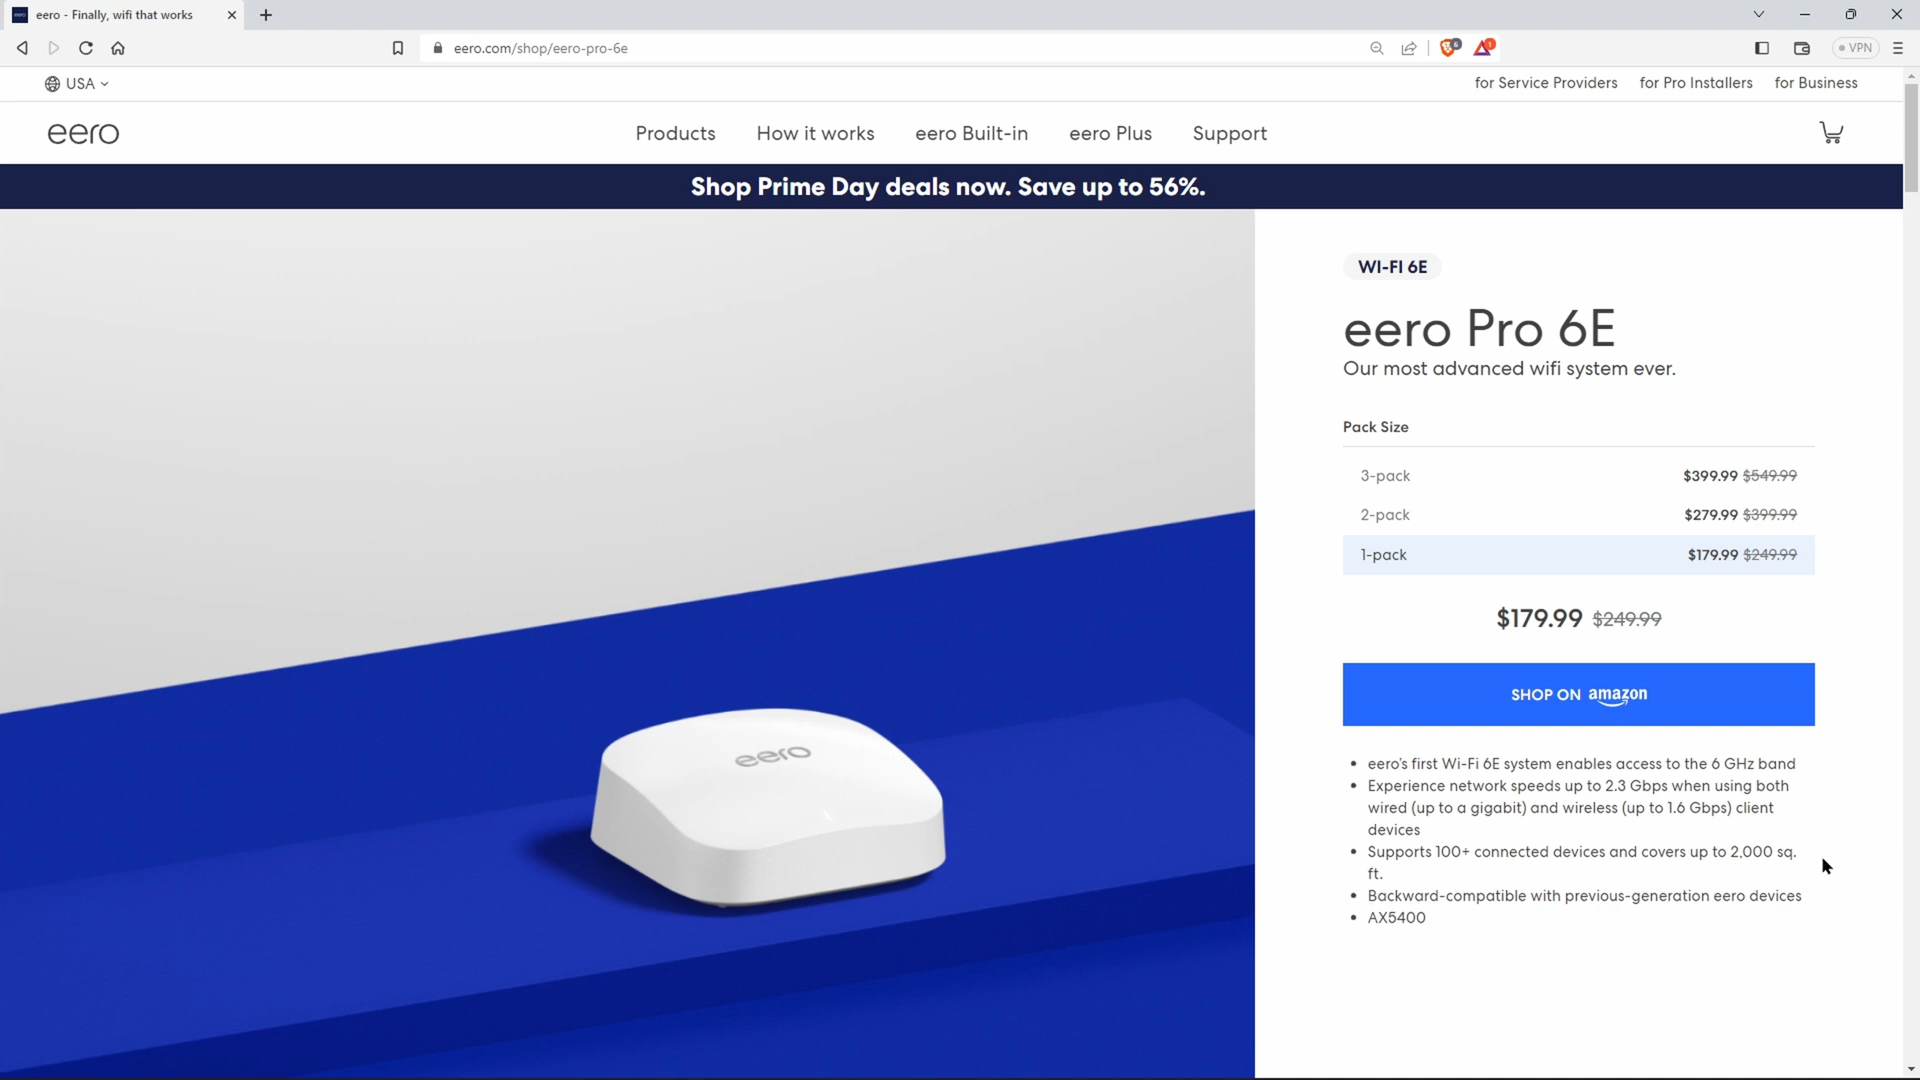 eero - Finally, wifi that works
eero.com/shop/eero-pro-6e
6
1
VPN
USA
for Service Providers
for Pro Installers
for Business
eero
Products
How it works
eero Built-in
eero Plus
Support
Shop Prime Day deals now. Save up to 56%.
WI-FI 6E
eero Pro 6E
Our most advanced wifi system ever.
Pack Size
3-pack $399.99 $549.99
2-pack $279.99 $399.99
1-pack $179.99 $249.99
$179.99 $249.99
SHOP ON amazon
eero
• eero's first Wi-Fi 6E system enables access to the 6 GHz band
• Experience network speeds up to 2.3 Gbps when using both
wired (up to a gigabit) and wireless (up to 1.6 Gbps) client
devices
• Supports 100+ connected devices and covers up to 2,000 sq.
ft.
• Backward-compatible with previous-generation eero devices
• AX5400